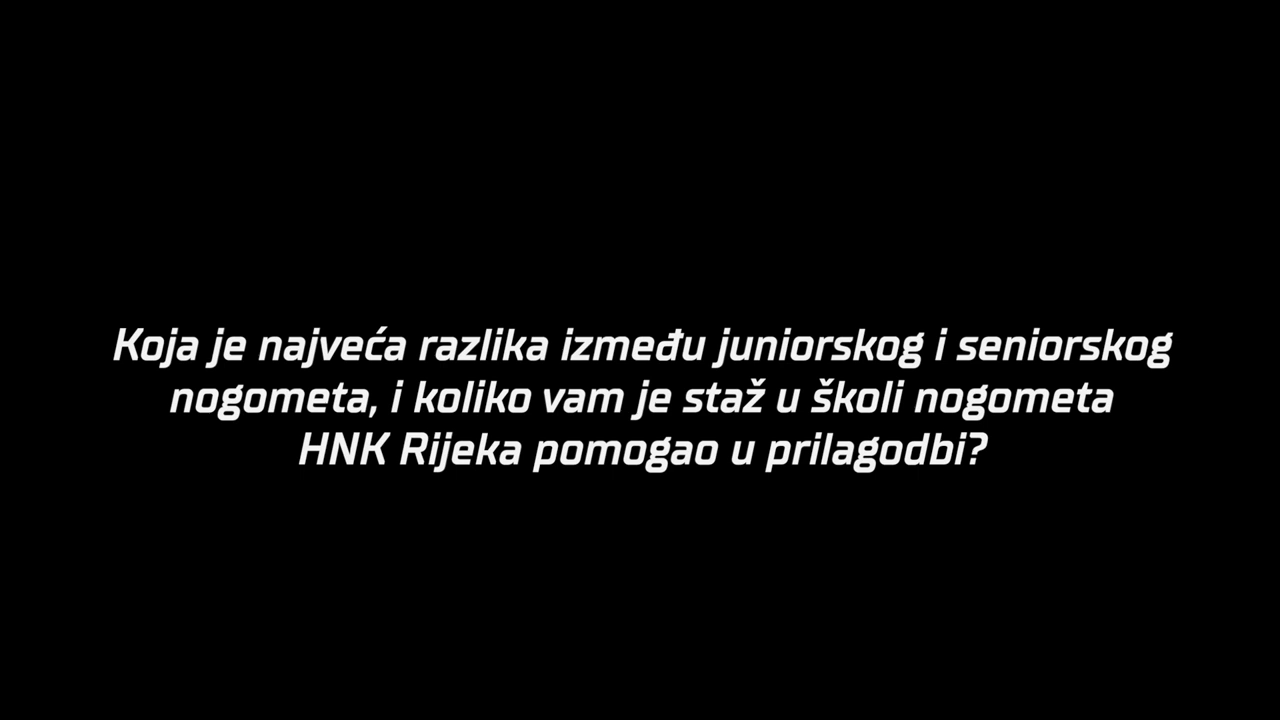 Koja je najveća razlika između juniorskog i seniorskog
nogometa, i koliko vam je staž u školi nogometa
HNK Rijeka pomogao u prilagodbi?